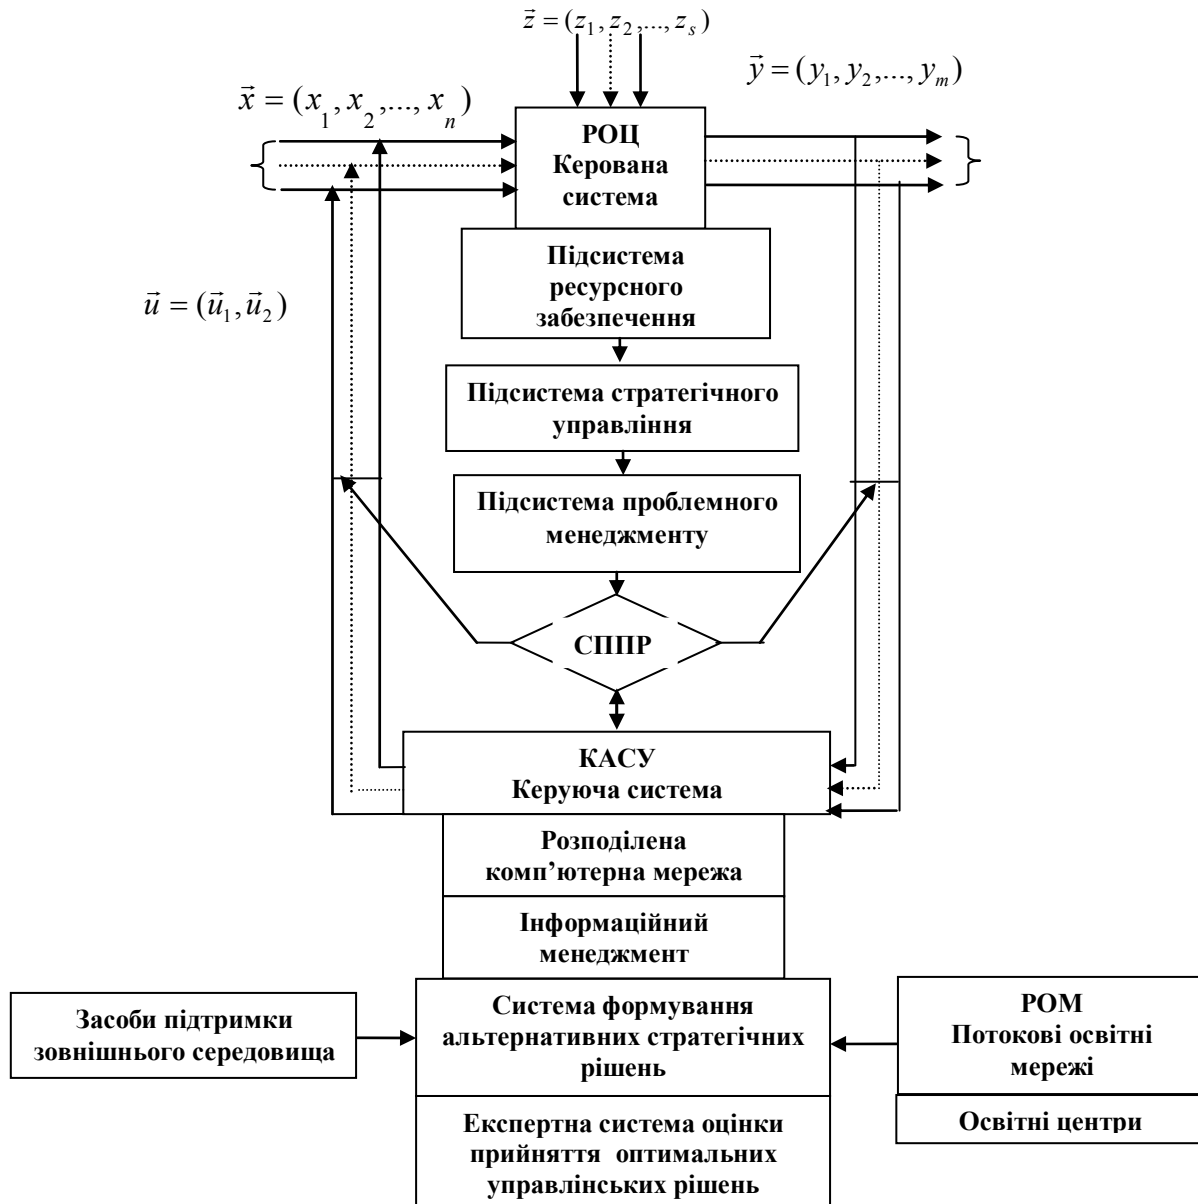 z⃗ = (z₁, z₂,..., zₛ)
y⃗ = (y₁, y₂,..., yₘ)
x⃗ = (x₁, x₂,..., xₙ)
РОЦ
Керована
система
Підсистема
ресурсного
забезпечення
u⃗ = (u⃗₁, u⃗₂)
Підсистема стратегічного
управління
Підсистема проблемного
менеджменту
СППР
КАСУ
Керуюча система
Розподілена
комп’ютерна мережа
Інформаційний
менеджмент
Засоби підтримки
зовнішнього середовища
Система формування
альтернативних стратегічних
рішень
РОМ
Потокові освітні
мережі
Освітні центри
Експертна система оцінки
прийняття оптимальних
управлінських рішень